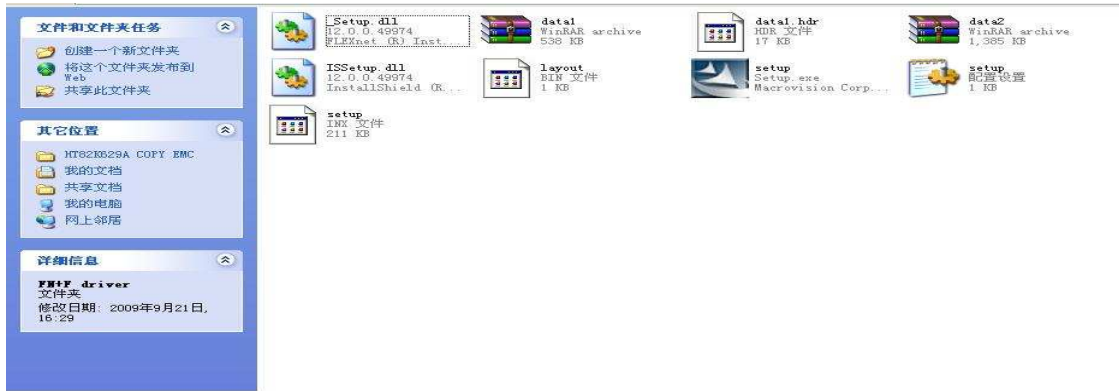 文件和文件夹任务
创建一个新文件夹
将这个文件夹发布到
Web
共享此文件夹
其它位置
HT82K629A COPY EMC
我的文档
共享文档
我的电脑
网上邻居
详细信息
FN+F driver
文件夹
修改日期: 2009年9月21日,
16:29
_Setup.dll
12.0.0.49974
FLEXnet (R) Inst...
data1
WinRAR archive
538 KB
data1.hdr
HDR 文件
17 KB
data2
WinRAR archive
1,385 KB
ISSetup.dll
12.0.0.49974
InstallShield (R...
layout
BIN 文件
1 KB
setup
Setup.exe
Macrovision Corp...
setup
配置设置
1 KB
setup
INX 文件
211 KB